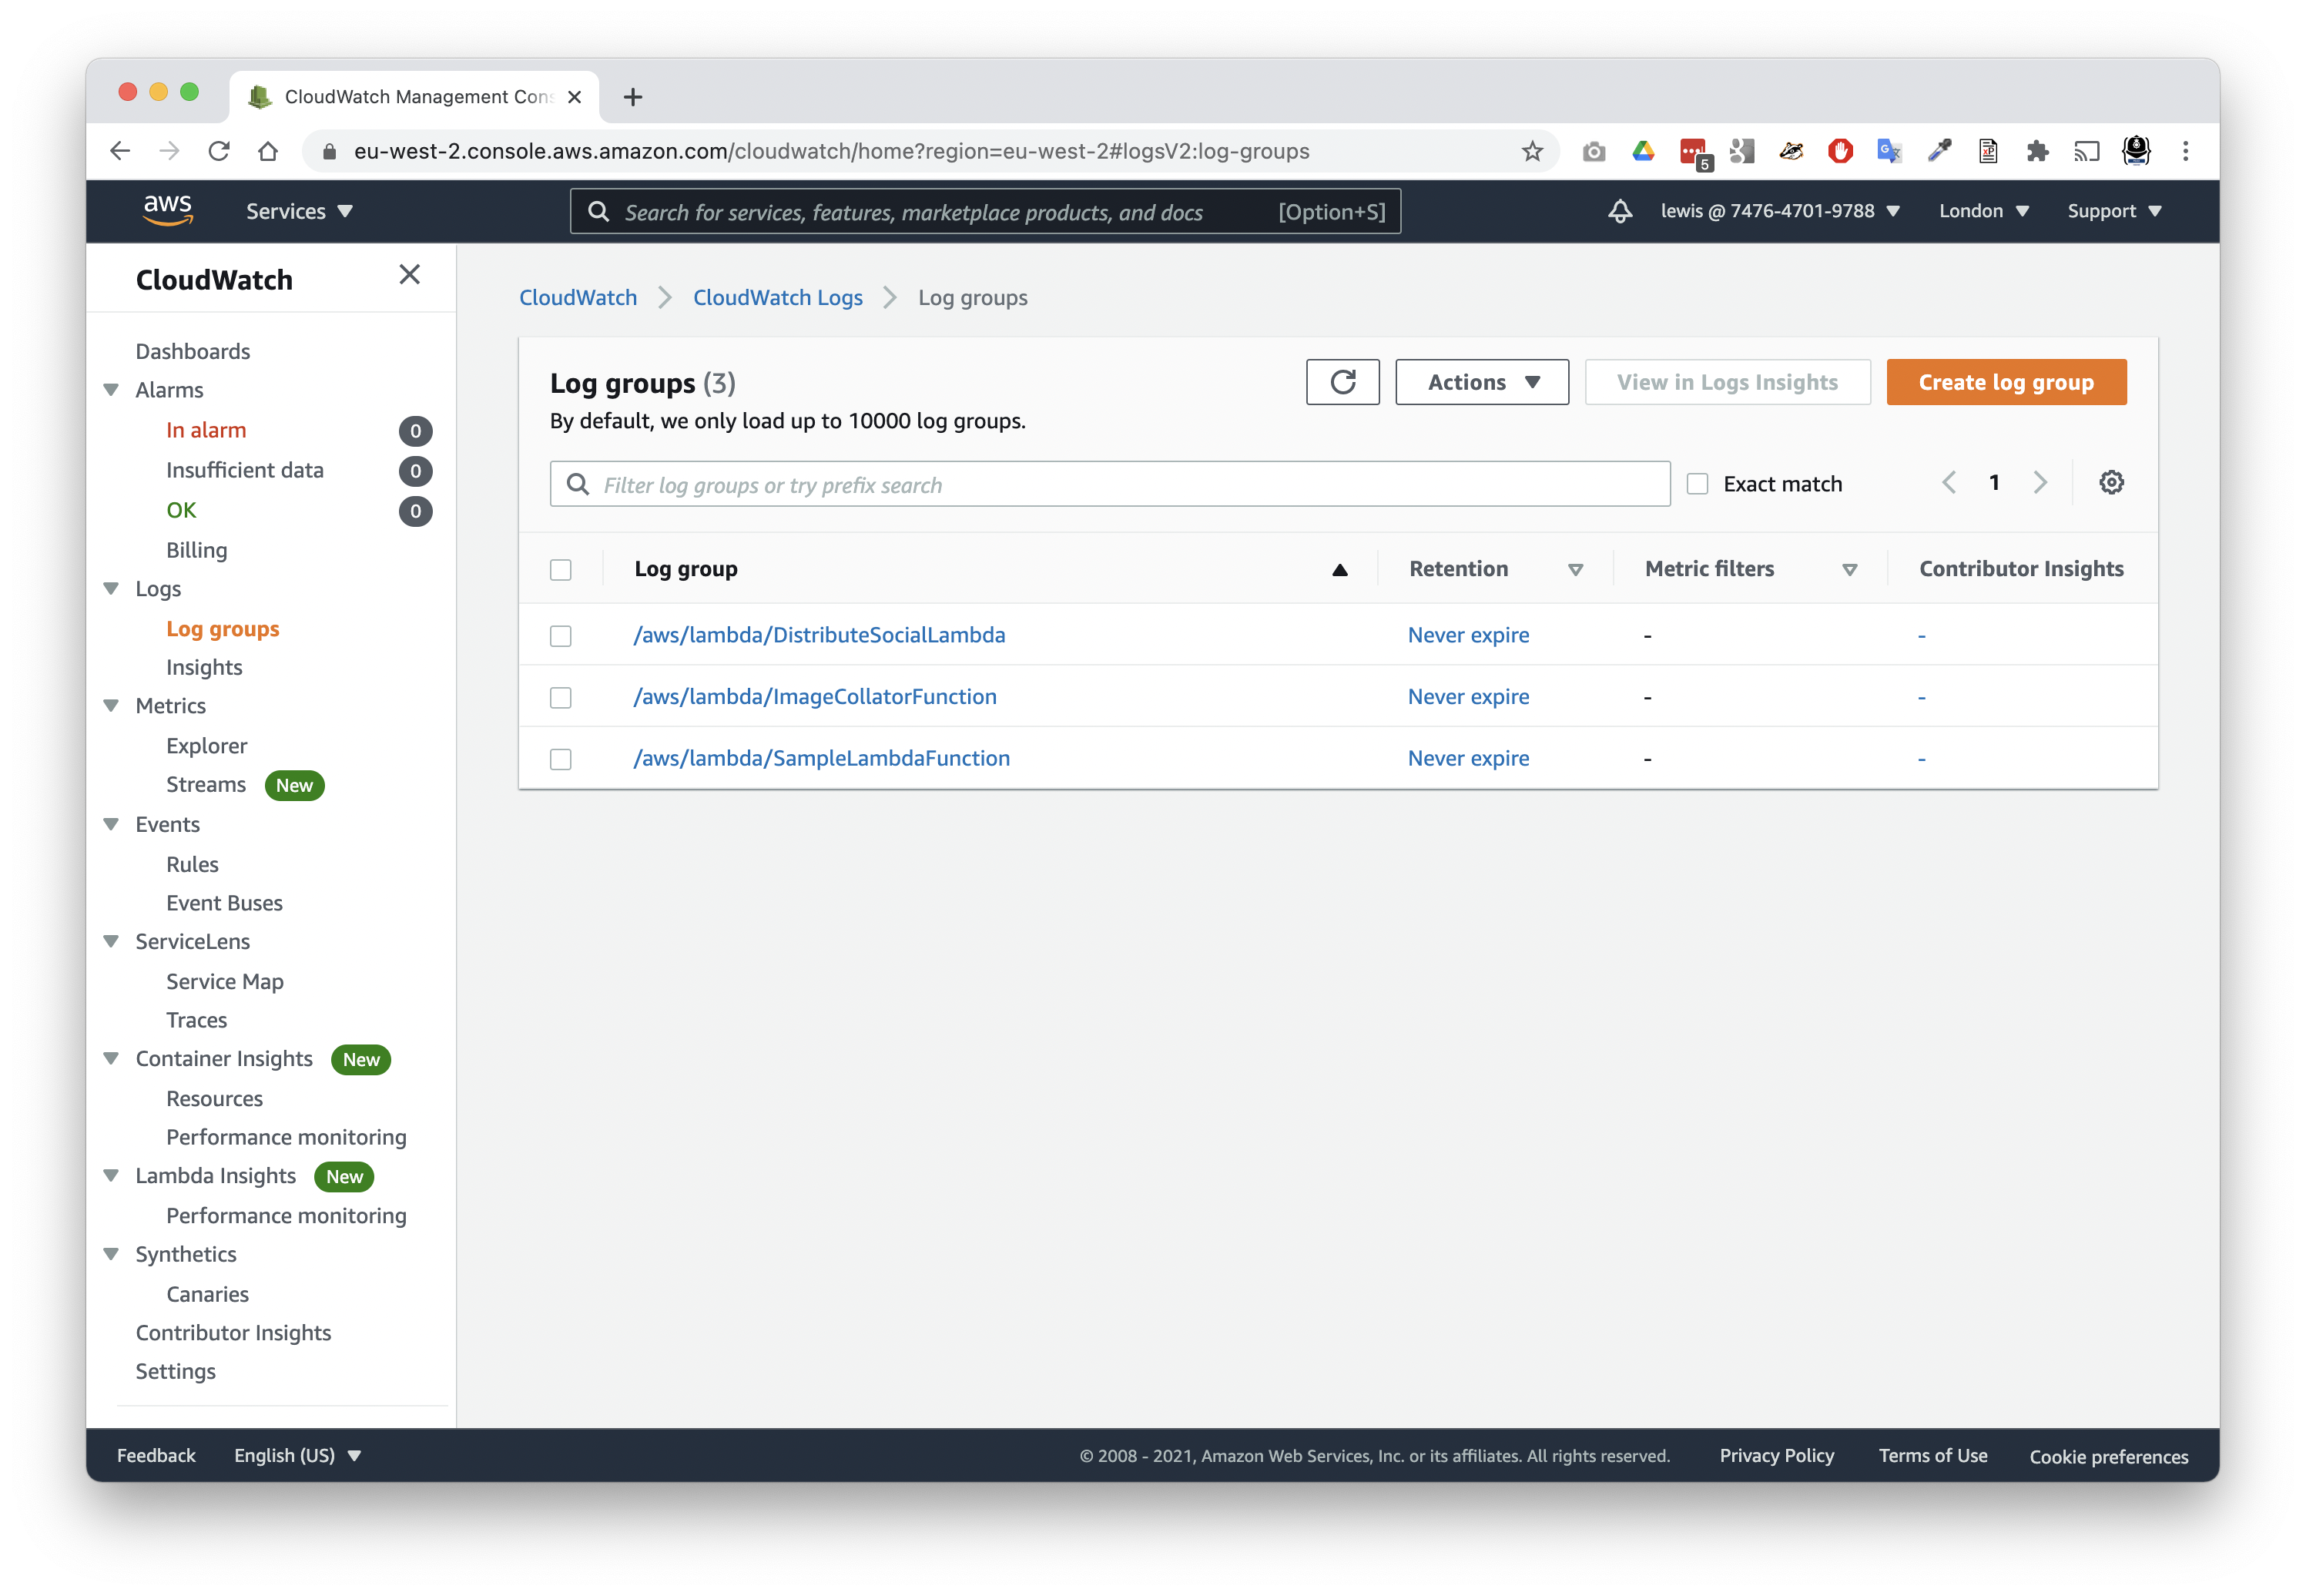 CloudWatch Management Cons
eu-west-2.console.aws.amazon.com/cloudwatch/home?region=eu-west-2#logsV2:log-groups
5
aws
Services
Search for services, features, marketplace products, and docs [Option+S]
lewis @ 7476-4701-9788
London
Support
CloudWatch
Dashboards
Alarms
In alarm 0
Insufficient data 0
OK 0
Billing
Logs
Log groups
Insights
Metrics
Explorer
Streams New
Events
Rules
Event Buses
ServiceLens
Service Map
Traces
Container Insights New
Resources
Performance monitoring
Lambda Insights New
Performance monitoring
Synthetics
Canaries
Contributor Insights
Settings
CloudWatch > CloudWatch Logs > Log groups
Log groups (3)
By default, we only load up to 10000 log groups.
Actions
View in Logs Insights
Create log group
Filter log groups or try prefix search
Exact match
1
Log group Retention Metric filters Contributor Insights
/aws/lambda/DistributeSocialLambda Never expire - -
/aws/lambda/ImageCollatorFunction Never expire - -
/aws/lambda/SampleLambdaFunction Never expire - -
Feedback English (US) © 2008 - 2021, Amazon Web Services, Inc. or its affiliates. All rights reserved. Privacy Policy Terms of Use Cookie preferences